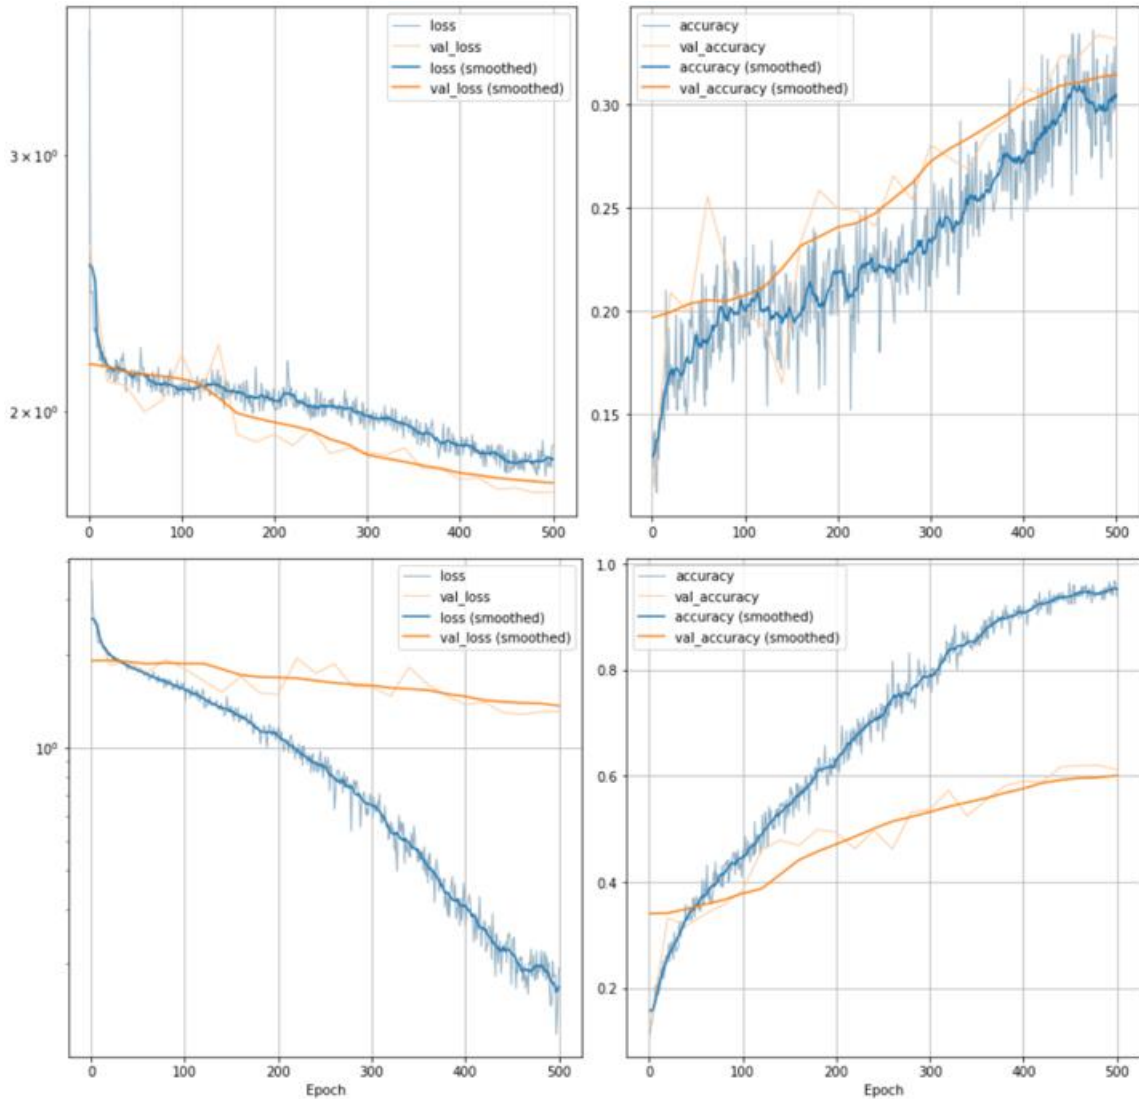 loss
val_loss
loss (smoothed)
val_loss (smoothed)
3 × 10⁰
2 × 10⁰
0 100 200 300 400 500
accuracy
val_accuracy
accuracy (smoothed)
val_accuracy (smoothed)
0.30
0.25
0.20
0.15
0 100 200 300 400 500
loss
val_loss
loss (smoothed)
val_loss (smoothed)
10⁰
0 100 200 300 400 500
Epoch
accuracy
val_accuracy
accuracy (smoothed)
val_accuracy (smoothed)
1.0
0.8
0.6
0.4
0.2
0 100 200 300 400 500
Epoch